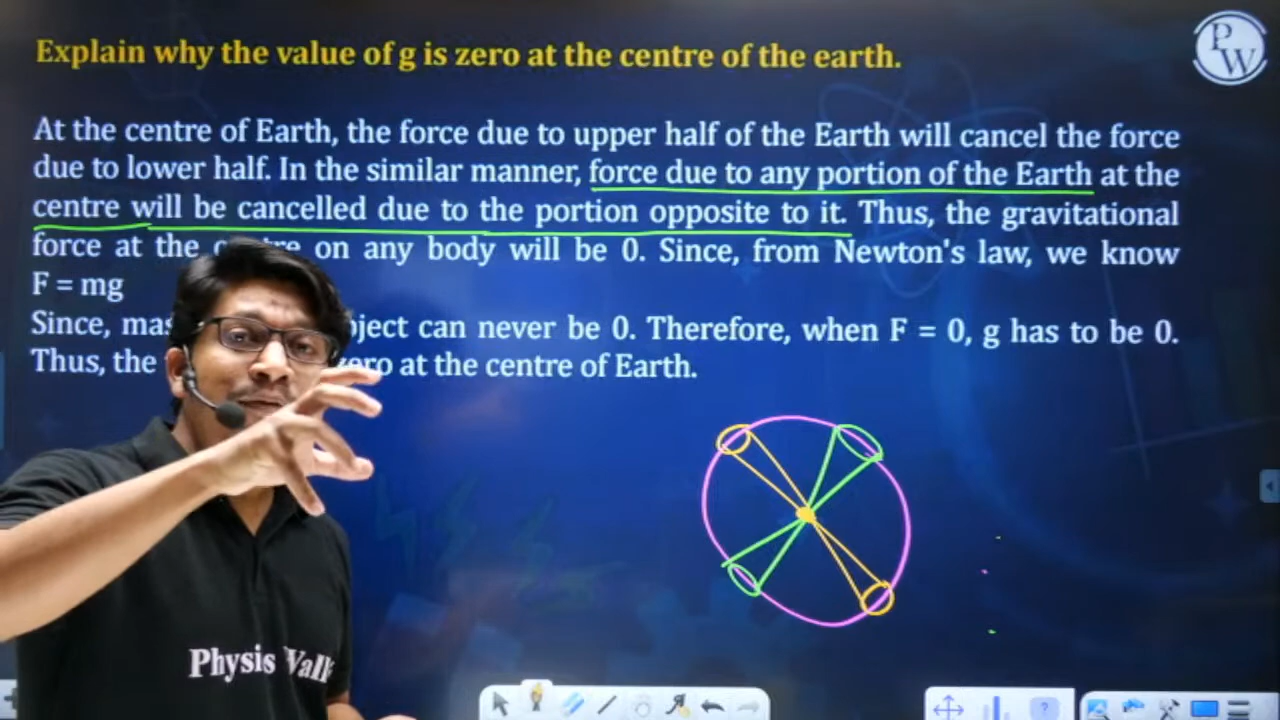 Explain why the value of g is zero at the centre of the earth.
PW
At the centre of Earth, the force due to upper half of the Earth will cancel the force
due to lower half. In the similar manner, force due to any portion of the Earth at the
centre will be cancelled due to the portion opposite to it. Thus, the gravitational
force at the on any body will be 0. Since, from Newton's law, we know
F = mg
Since, can never be 0. Therefore, when F = 0, g has to be 0.
Thus, the at the centre of Earth.
Physis